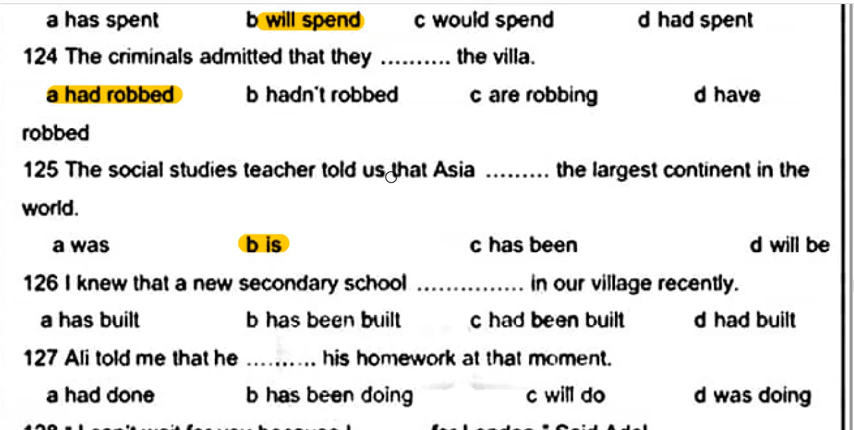 a has spent b will spend c would spend d had spent
124 The criminals admitted that they .......... the villa.
a had robbed b hadn't robbed c are robbing d have
robbed
125 The social studies teacher told us that Asia ......... the largest continent in the
world.
a was b is c has been d will be
126 I knew that a new secondary school ............... in our village recently.
a has built b has been built c had been built d had built
127 Ali told me that he .......... his homework at that moment.
a had done b has been doing c will do d was doing